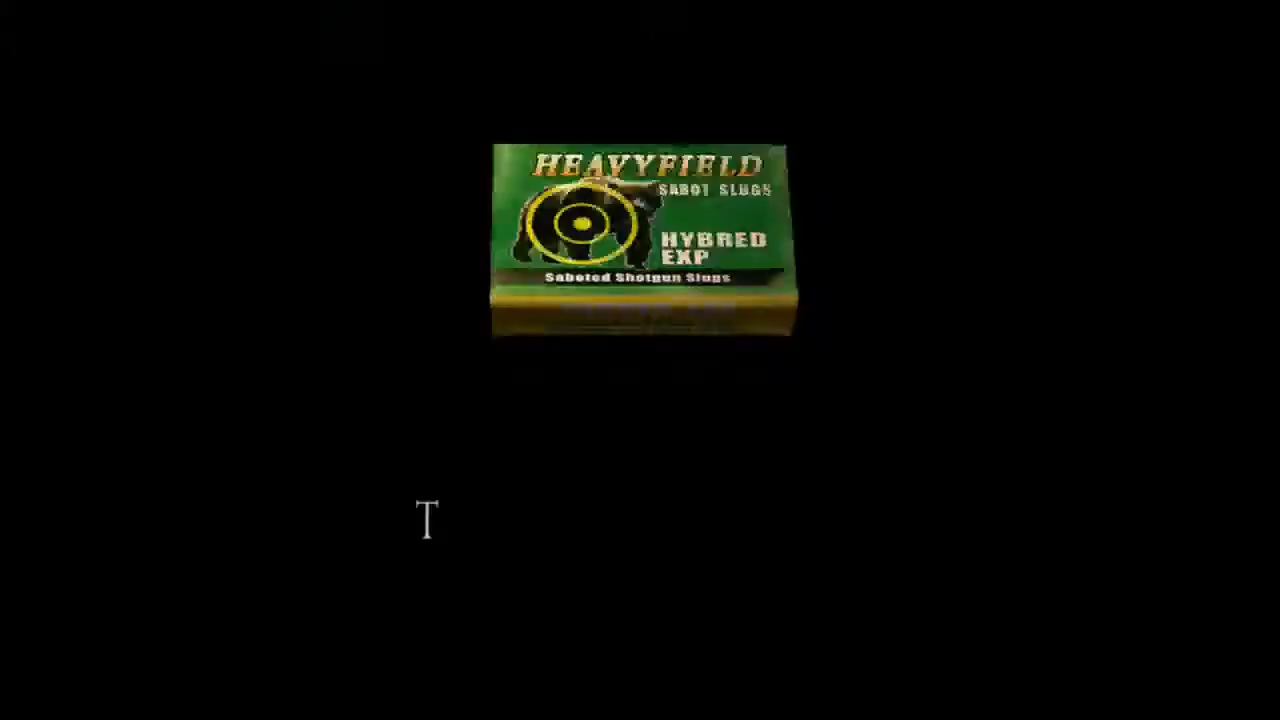 HEAVYFIELD
SABOT SLUGS
HYBRED
EXP
Saboted Shotgun Slugs
T